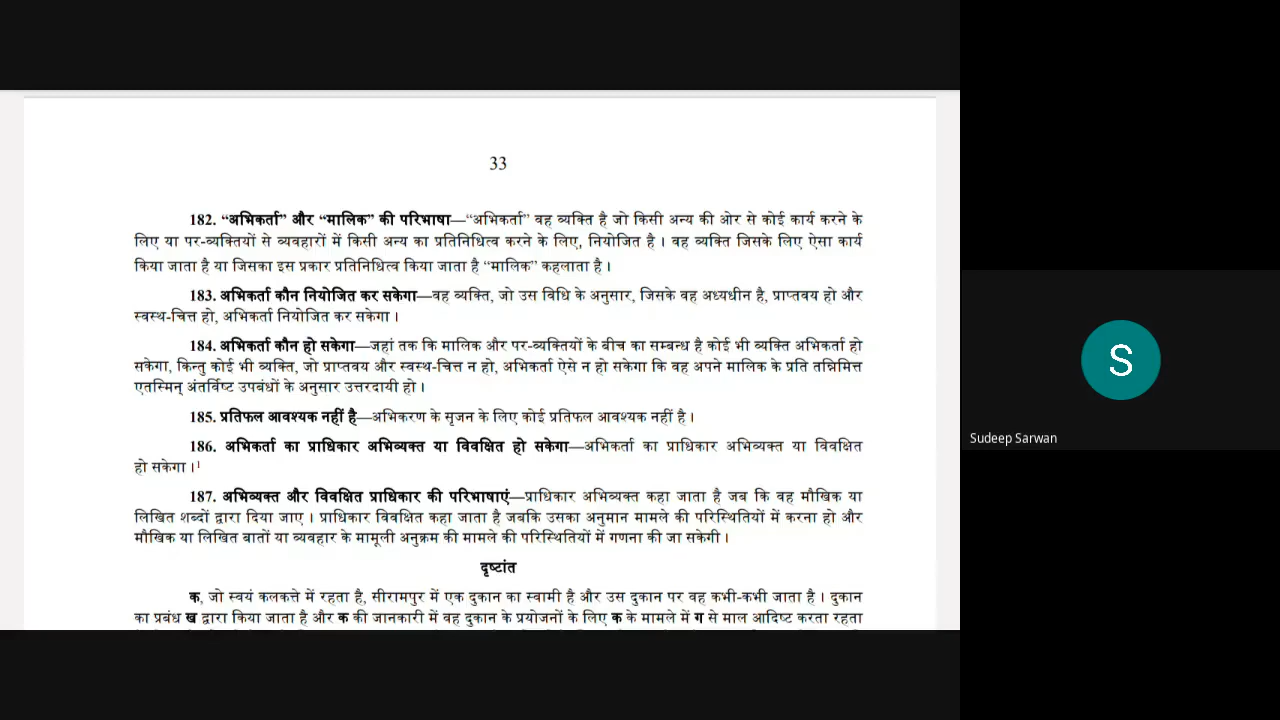 33
182. “अभिकर्ता” और “मालिक” की परिभाषा—“अभिकर्ता” वह व्यक्ति है जो किसी अन्य की ओर से कोई कार्य करने के
लिए या पर-व्यक्तियों से व्यवहारों में किसी अन्य का प्रतिनिधित्व करने के लिए, नियोजित है । वह व्यक्ति जिसके लिए ऐसा कार्य
किया जाता है या जिसका इस प्रकार प्रतिनिधित्व किया जाता है “मालिक” कहलाता है ।
183. अभिकर्ता कौन नियोजित कर सकेगा—वह व्यक्ति, जो उस विधि के अनुसार, जिसके वह अध्यधीन है, प्राप्तवय हो और
स्वस्थ-चित्त हो, अभिकर्ता नियोजित कर सकेगा ।
184. अभिकर्ता कौन हो सकेगा—जहां तक कि मालिक और पर-व्यक्तियों के बीच का सम्बन्ध है कोई भी व्यक्ति अभिकर्ता हो
सकेगा, किन्तु कोई भी व्यक्ति, जो प्राप्तवय और स्वस्थ-चित्त न हो, अभिकर्ता ऐसे न हो सकेगा कि वह अपने मालिक के प्रति तन्निमित्त
एतस्मिन् अंतर्विष्ट उपबंधों के अनुसार उत्तरदायी हो ।
185. प्रतिफल आवश्यक नहीं है—अभिकरण के सृजन के लिए कोई प्रतिफल आवश्यक नहीं है ।
186. अभिकर्ता का प्राधिकार अभिव्यक्त या विवक्षित हो सकेगा—अभिकर्ता का प्राधिकार अभिव्यक्त या विवक्षित
हो सकेगा ।¹
187. अभिव्यक्त और विवक्षित प्राधिकार की परिभाषाएं—प्राधिकार अभिव्यक्त कहा जाता है जब कि वह मौखिक या
लिखित शब्दों द्वारा दिया जाए । प्राधिकार विवक्षित कहा जाता है जबकि उसका अनुमान मामले की परिस्थितियों में करना हो और
मौखिक या लिखित बातों या व्यवहार के मामूली अनुक्रम की मामले की परिस्थितियों में गणना की जा सकेगी ।
दृष्टांत
क, जो स्वयं कलकत्ते में रहता है, सीरामपुर में एक दुकान का स्वामी है और उस दुकान पर वह कभी-कभी जाता है । दुकान
का प्रबंध ख द्वारा किया जाता है और क की जानकारी में वह दुकान के प्रयोजनों के लिए क के मामले में ग से माल आदिष्ट करता रहता
S
Sudeep Sarwan